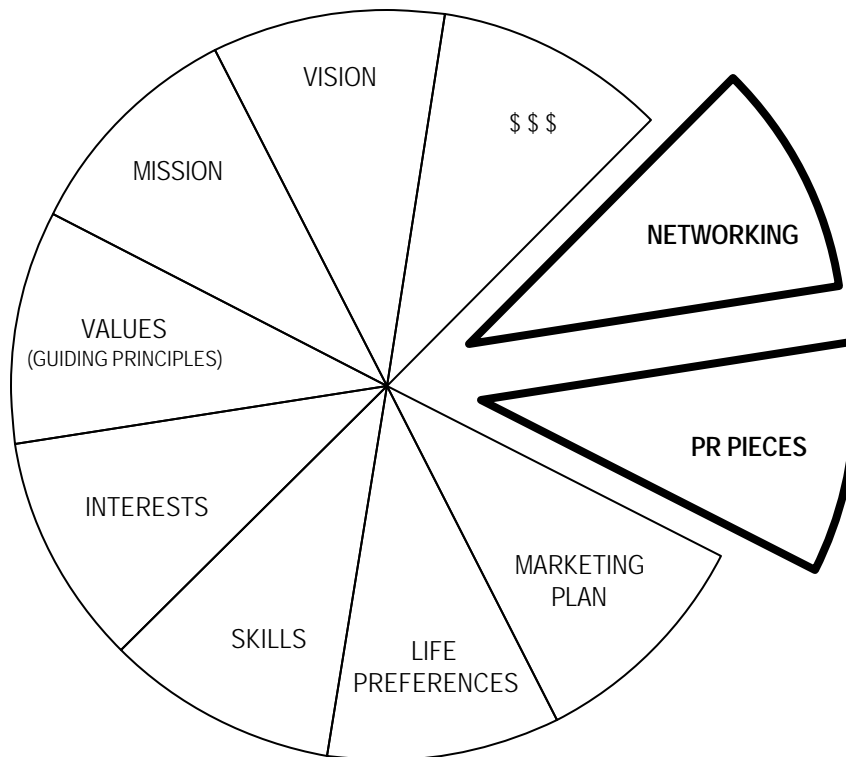 VISION
$ $ $
MISSION
NETWORKING
VALUES
(GUIDING PRINCIPLES)
PR PIECES
INTERESTS
MARKETING
PLAN
SKILLS
LIFE
PREFERENCES